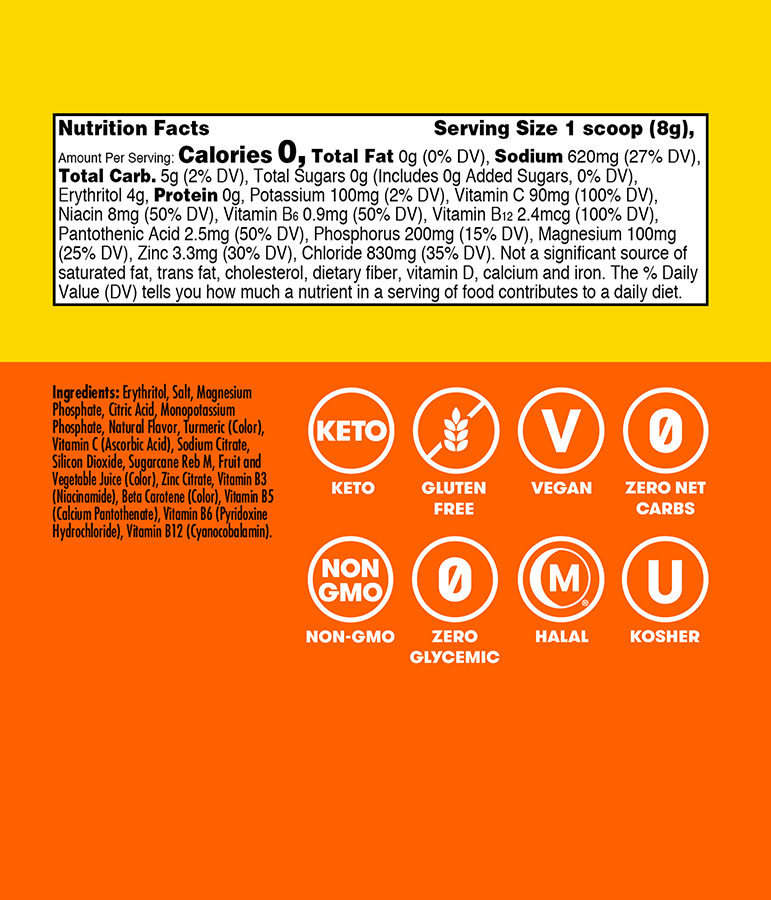 Nutrition Facts Serving Size 1 scoop (8g),
Amount Per Serving: Calories 0, Total Fat 0g (0% DV), Sodium 620mg (27% DV),
Total Carb. 5g (2% DV), Total Sugars 0g (Includes 0g Added Sugars, 0% DV),
Erythritol 4g, Protein 0g, Potassium 100mg (2% DV), Vitamin C 90mg (100% DV),
Niacin 8mg (50% DV), Vitamin B6 0.9mg (50% DV), Vitamin B12 2.4mcg (100% DV),
Pantothenic Acid 2.5mg (50% DV), Phosphorus 200mg (15% DV), Magnesium 100mg
(25% DV), Zinc 3.3mg (30% DV), Chloride 830mg (35% DV). Not a significant source of
saturated fat, trans fat, cholesterol, dietary fiber, vitamin D, calcium and iron. The % Daily
Value (DV) tells you how much a nutrient in a serving of food contributes to a daily diet.
Ingredients: Erythritol, Salt, Magnesium
Phosphate, Citric Acid, Monopotassium
Phosphate, Natural Flavor, Turmeric (Color),
Vitamin C (Ascorbic Acid), Sodium Citrate,
Silicon Dioxide, Sugarcane Reb M, Fruit and
Vegetable Juice (Color), Zinc Citrate, Vitamin B3
(Niacinamide), Beta Carotene (Color), Vitamin B5
(Calcium Pantothenate), Vitamin B6 (Pyridoxine
Hydrochloride), Vitamin B12 (Cyanocobalamin).
KETO
KETO
GLUTEN
FREE
V
VEGAN
0
ZERO NET
CARBS
NON
GMO
NON-GMO
0
ZERO
GLYCEMIC
M®
HALAL
U
KOSHER